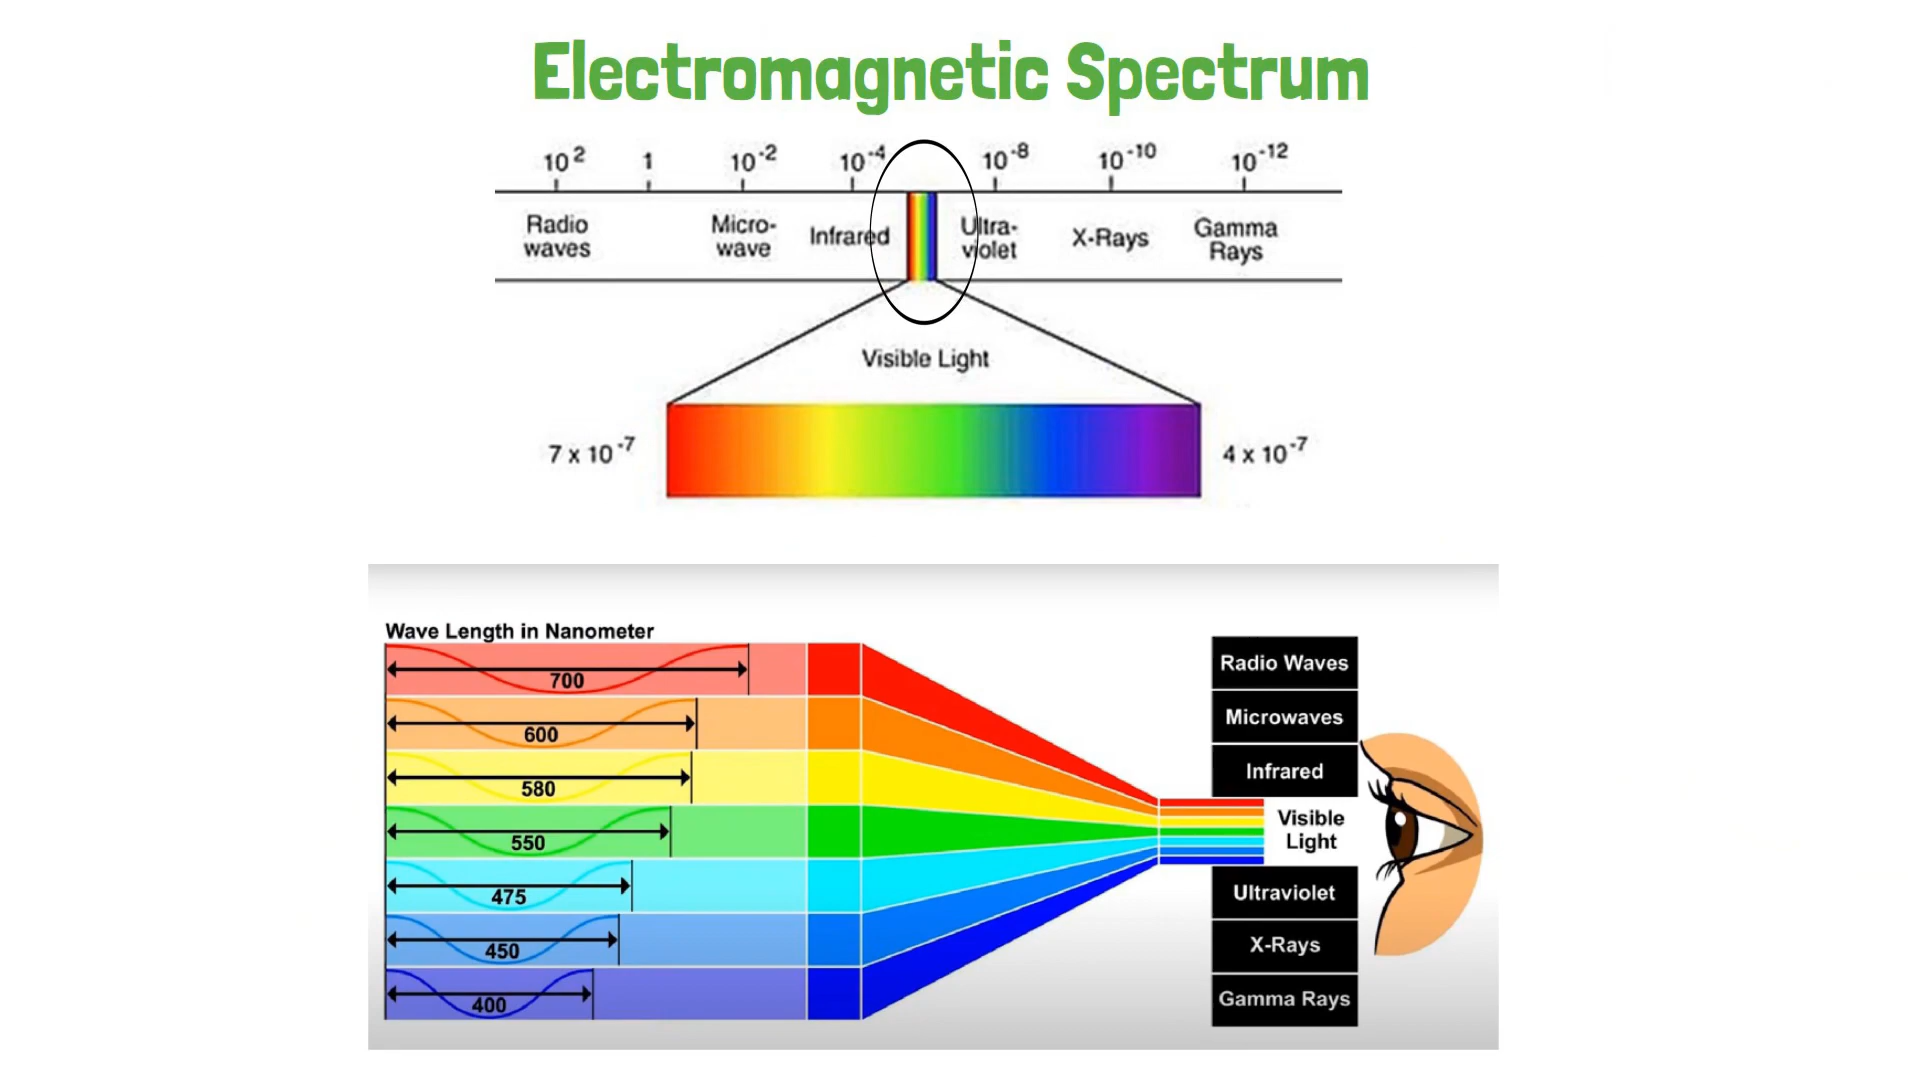 Electromagnetic Spectrum
10² 1 10⁻² 10⁻⁴ 10⁻⁸ 10⁻¹⁰ 10⁻¹²
Radio waves
Micro-wave
Infrared
Ultra-violet
X-Rays
Gamma Rays
Visible Light
7 x 10⁻⁷
4 x 10⁻⁷
Wave Length in Nanometer
700
600
580
550
475
450
400
Radio Waves
Microwaves
Infrared
Visible
Light
Ultraviolet
X-Rays
Gamma Rays